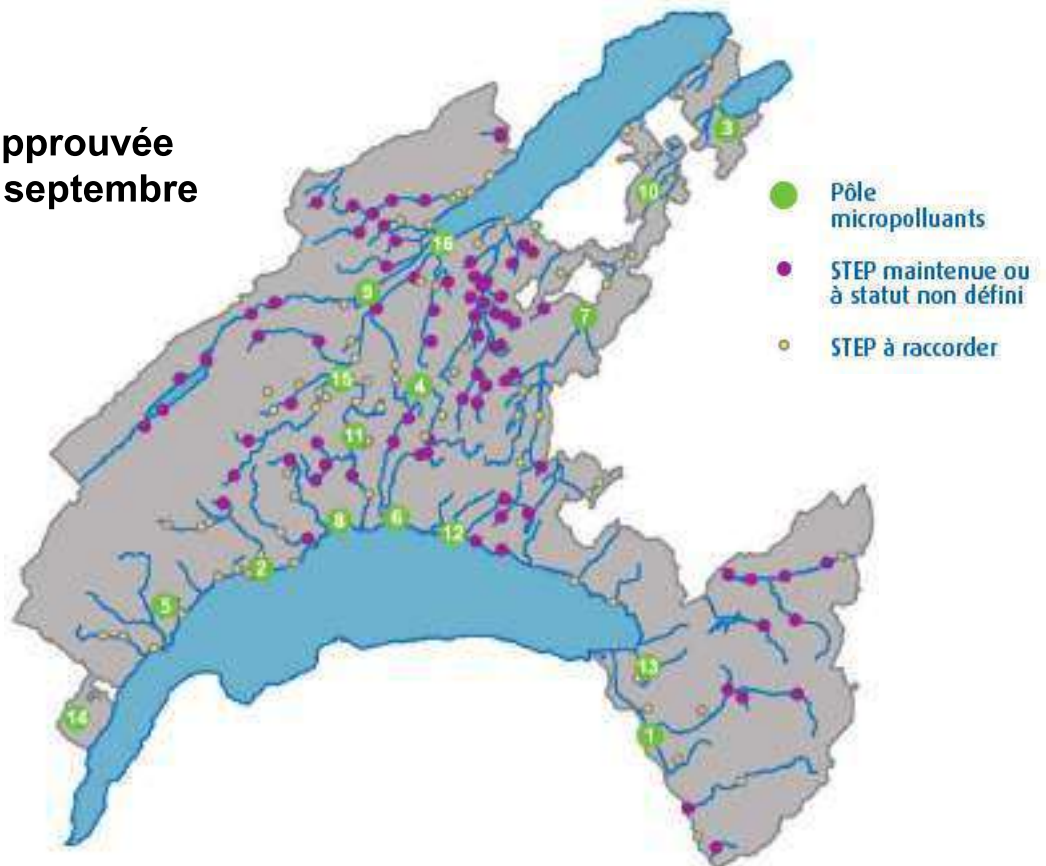 pprouvée
septembre
3
10
Pôle
micropolluants
16
STEP maintenue ou
à statut non défini
9
7
STEP à raccorder
15
4
11
8
6
12
2
5
13
14
1